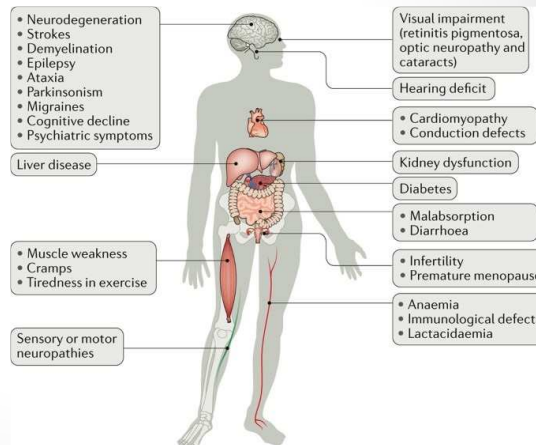 • Neurodegeneration
• Strokes
• Demyelination
• Epilepsy
• Ataxia
• Parkinsonism
• Migraines
• Cognitive decline
• Psychiatric symptoms
Liver disease
• Muscle weakness
• Cramps
• Tiredness in exercise
Sensory or motor
neuropathies
Visual impairment
(retinitis pigmentosa,
optic neuropathy and
cataracts)
Hearing deficit
• Cardiomyopathy
• Conduction defects
Kidney dysfunction
Diabetes
• Malabsorption
• Diarrhoea
• Infertility
• Premature menopause
• Anaemia
• Immunological defect
• Lactacidaemia